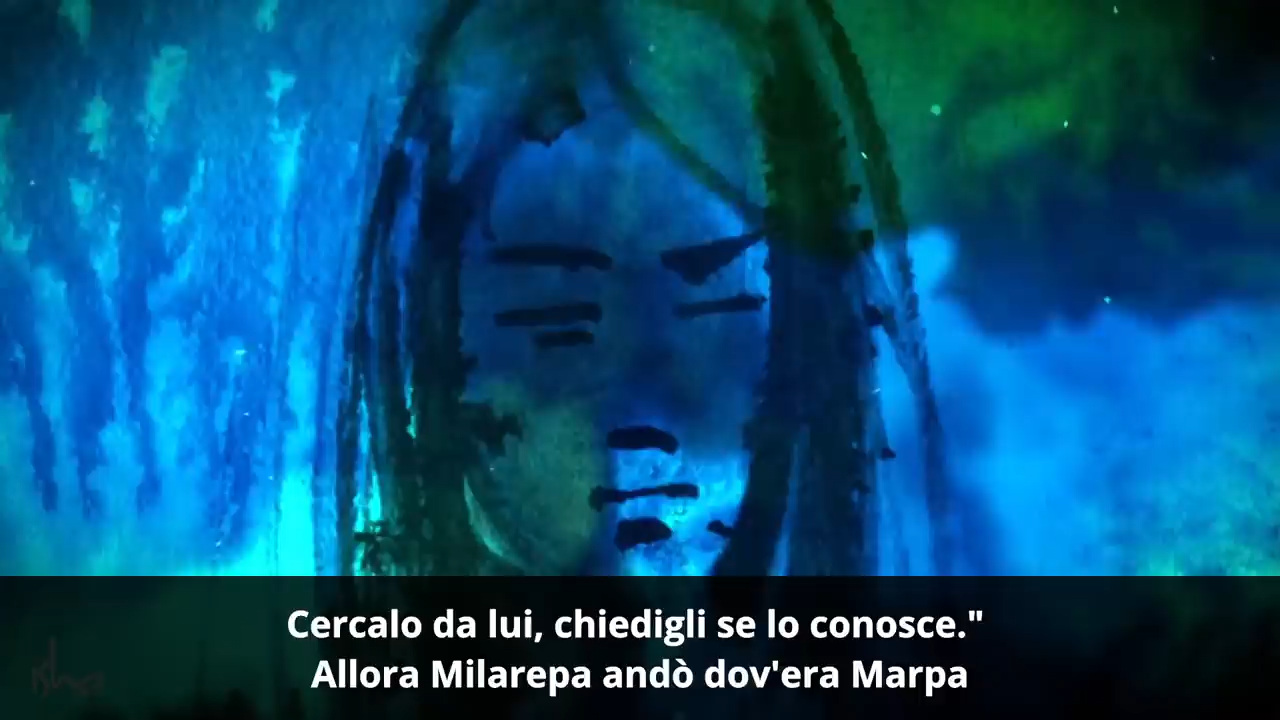 Cercalo da lui, chiedigli se lo conosce."
Allora Milarepa andò dov'era Marpa